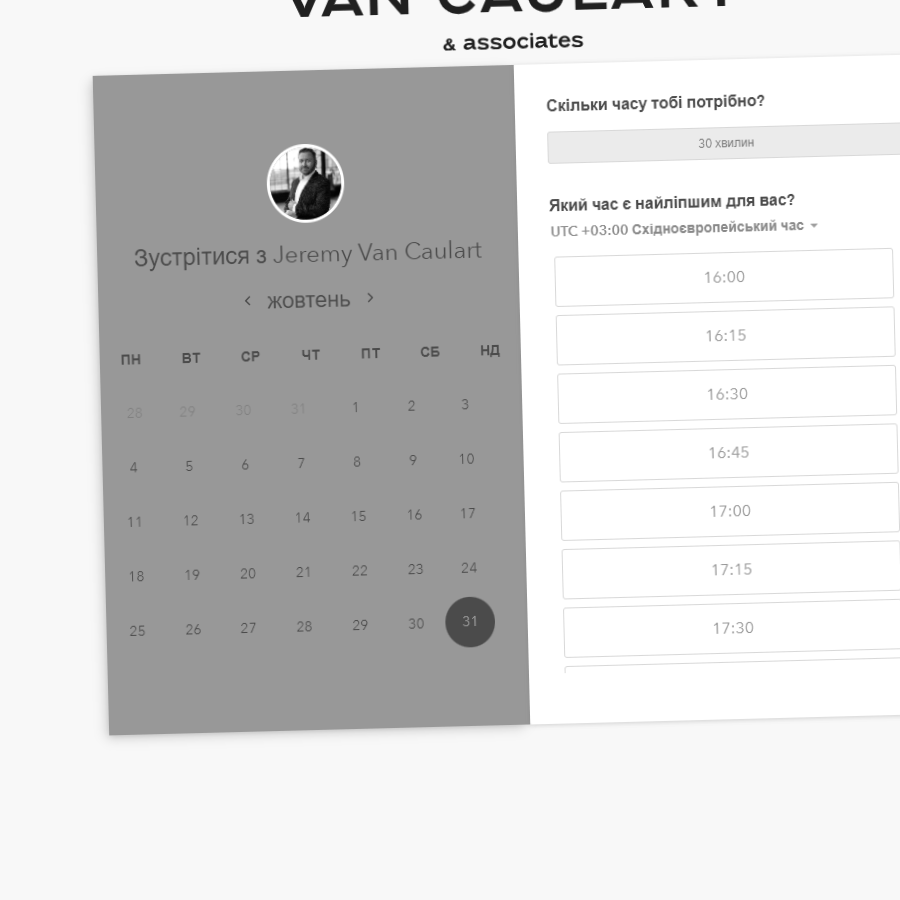 VAN CAULART
& associates
Зустрітися з Jeremy Van Caulart
‹ жовтень ›
ПН ВТ СР ЧТ ПТ СБ НД
28 29 30 31 1 2 3
4 5 6 7 8 9 10
11 12 13 14 15 16 17
18 19 20 21 22 23 24
25 26 27 28 29 30 31
Скільки часу тобі потрібно?
30 хвилин
Який час є найліпшим для вас?
UTC +03:00 Східноєвропейський час
16:00
16:15
16:30
16:45
17:00
17:15
17:30